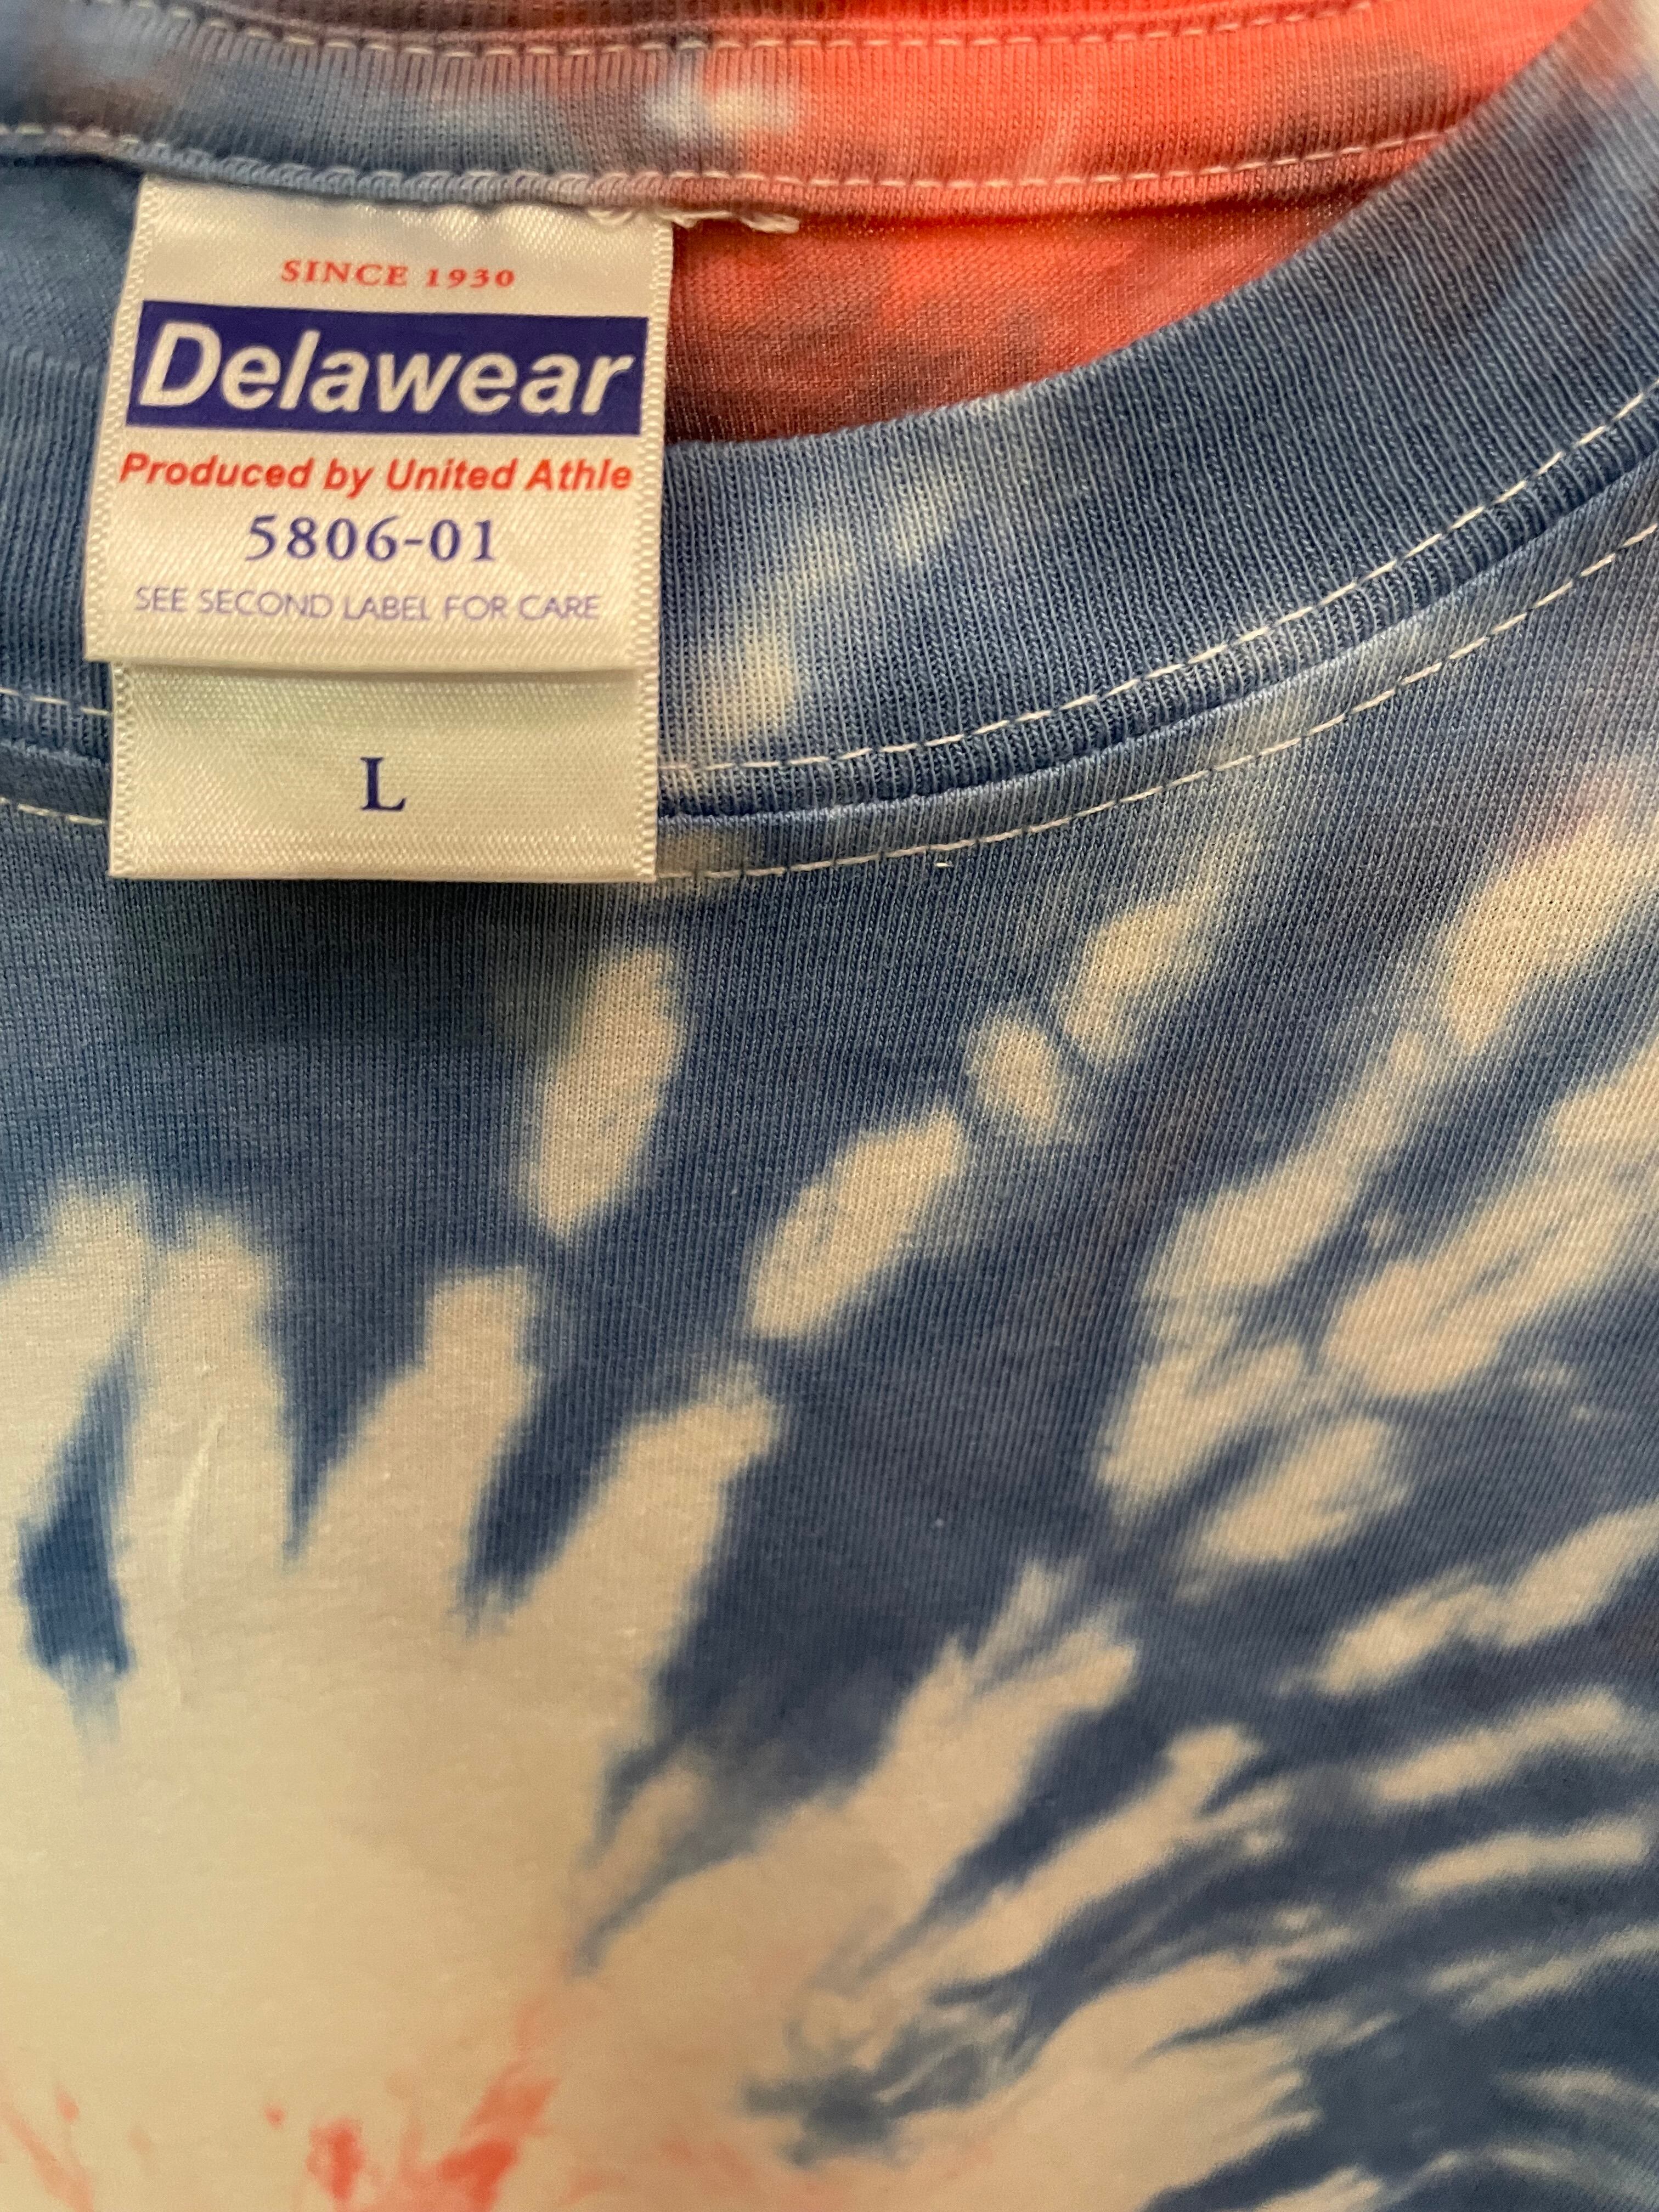 SINCE 1930
Delawear
Produced by United Athle
5806-01
SEE SECOND LABEL FOR CARE
L